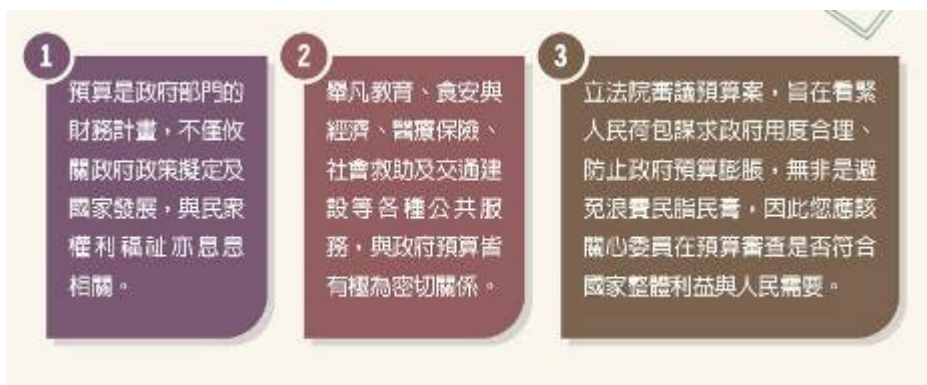 1
預算是政府部門的
財務計畫，不僅攸
關政府政策擬定及
國家發展，與民眾
權利福祉亦息息
相關。
2
舉凡教育、食安與
經濟、醫療保險、
社會救助及交通建
設等各種公共服
務，與政府預算皆
有極為密切關係。
3
立法院審議預算案，旨在看緊
人民荷包謀求政府用度合理、
防止政府預算膨脹，無非是避
免浪費民脂民膏，因此您應該
關心委員在預算審查是否符合
國家整體利益與人民需要。